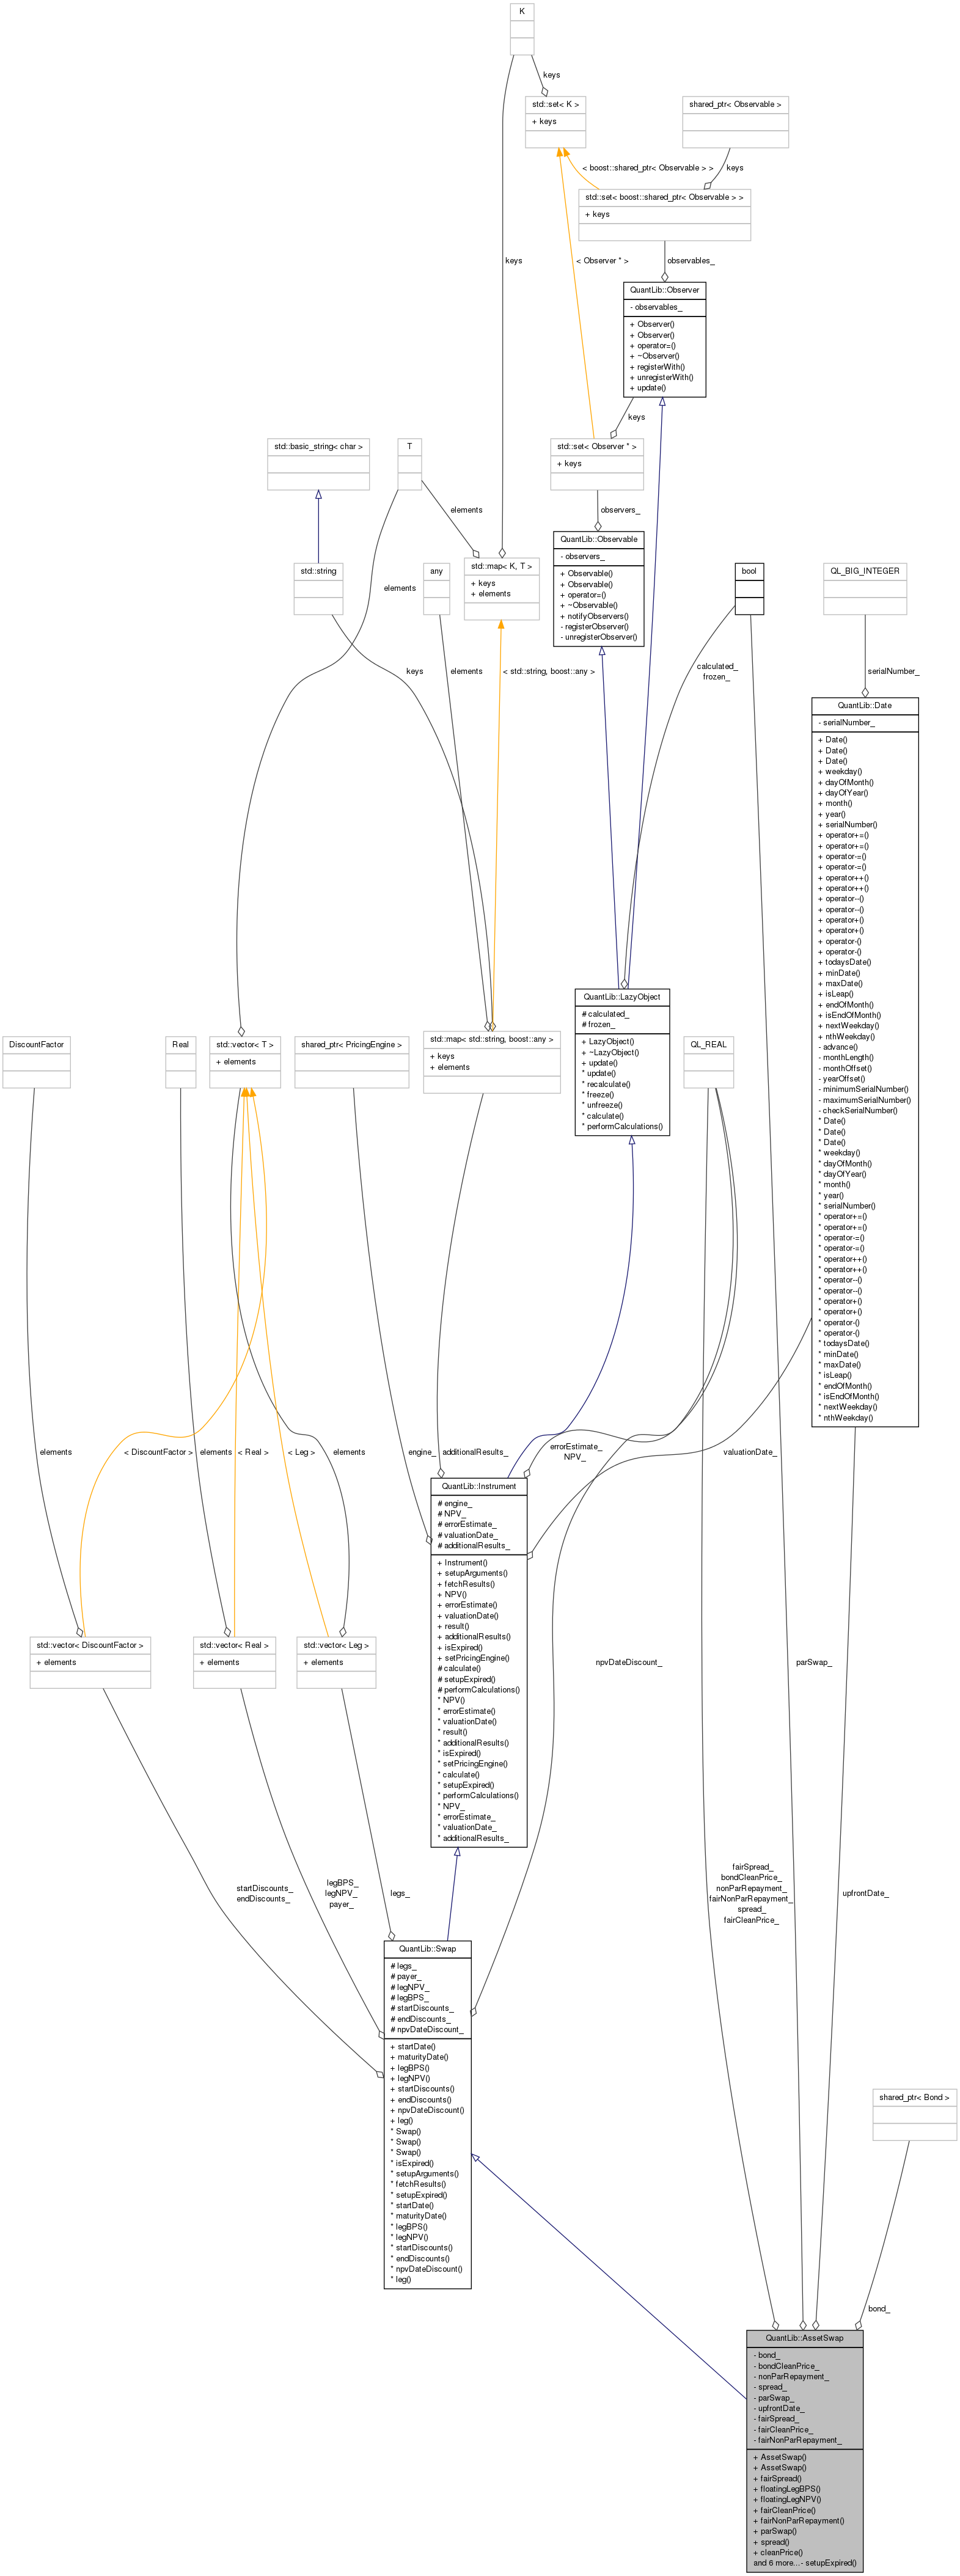 K
keys
std::set< K >
+ keys
shared_ptr< Observable >
< boost::shared_ptr< Observable > >
keys
std::set< boost::shared_ptr< Observable > >
+ keys
keys
< Observer * >
observables_
QuantLib::Observer
- observables_
+ Observer()
+ Observer()
+ operator=()
+ ~Observer()
+ registerWith()
+ unregisterWith()
+ update()
keys
std::basic_string< char >
T
std::set< Observer * >
+ keys
elements
observers_
QuantLib::Observable
- observers_
+ Observable()
+ Observable()
+ operator=()
+ ~Observable()
+ notifyObservers()
- registerObserver()
- unregisterObserver()
std::string
any
std::map< K, T >
+ keys
+ elements
bool
QL_BIG_INTEGER
elements
keys
elements
< std::string, boost::any >
calculated_
frozen_
serialNumber_
QuantLib::Date
- serialNumber_
+ Date()
+ Date()
+ Date()
+ weekday()
+ dayOfMonth()
+ dayOfYear()
+ month()
+ year()
+ serialNumber()
+ operator+=()
+ operator+=()
+ operator-=()
+ operator-=()
+ operator++()
+ operator++()
+ operator--()
+ operator--()
+ operator+()
+ operator+()
+ operator-()
+ operator-()
+ todaysDate()
+ minDate()
+ maxDate()
+ isLeap()
+ endOfMonth()
+ isEndOfMonth()
+ nextWeekday()
+ nthWeekday()
- advance()
- monthLength()
- monthOffset()
- yearOffset()
- minimumSerialNumber()
- maximumSerialNumber()
- checkSerialNumber()
* Date()
* Date()
* Date()
* weekday()
* dayOfMonth()
* dayOfYear()
* month()
* year()
* serialNumber()
* operator+=()
* operator+=()
* operator-=()
* operator-=()
* operator++()
* operator++()
* operator--()
* operator--()
* operator+()
* operator+()
* operator-()
* operator-()
* todaysDate()
* minDate()
* maxDate()
* isLeap()
* endOfMonth()
* isEndOfMonth()
* nextWeekday()
* nthWeekday()
QuantLib::LazyObject
# calculated_
# frozen_
+ LazyObject()
+ ~LazyObject()
+ update()
* update()
* recalculate()
* freeze()
* unfreeze()
* calculate()
* performCalculations()
DiscountFactor
Real
std::vector< T >
+ elements
shared_ptr< PricingEngine >
std::map< std::string, boost::any >
+ keys
+ elements
QL_REAL
elements
< DiscountFactor >
elements
< Real >
< Leg >
elements
engine_
additionalResults_
errorEstimate_
NPV_
valuationDate_
QuantLib::Instrument
# engine_
# NPV_
# errorEstimate_
# valuationDate_
# additionalResults_
+ Instrument()
+ setupArguments()
+ fetchResults()
+ NPV()
+ errorEstimate()
+ valuationDate()
+ result()
+ additionalResults()
+ isExpired()
+ setPricingEngine()
# calculate()
# setupExpired()
# performCalculations()
* NPV()
* errorEstimate()
* valuationDate()
* result()
* additionalResults()
* isExpired()
* setPricingEngine()
* calculate()
* setupExpired()
* performCalculations()
* NPV_
* errorEstimate_
* valuationDate_
* additionalResults_
std::vector< DiscountFactor >
+ elements
std::vector< Real >
+ elements
std::vector< Leg >
+ elements
npvDateDiscount_
parSwap_
startDiscounts_
endDiscounts_
legBPS_
legNPV_
payer_
legs_
fairSpread_
bondCleanPrice_
nonParRepayment_
fairNonParRepayment_
spread_
fairCleanPrice_
upfrontDate_
QuantLib::Swap
# legs_
# payer_
# legNPV_
# legBPS_
# startDiscounts_
# endDiscounts_
# npvDateDiscount_
+ startDate()
+ maturityDate()
+ legBPS()
+ legNPV()
+ startDiscounts()
+ endDiscounts()
+ npvDateDiscount()
+ leg()
* Swap()
* Swap()
* Swap()
* isExpired()
* setupArguments()
* fetchResults()
* setupExpired()
* startDate()
* maturityDate()
* legBPS()
* legNPV()
* startDiscounts()
* endDiscounts()
* npvDateDiscount()
* leg()
shared_ptr< Bond >
bond_
QuantLib::AssetSwap
- bond_
- bondCleanPrice_
- nonParRepayment_
- spread_
- parSwap_
- upfrontDate_
- fairSpread_
- fairCleanPrice_
- fairNonParRepayment_
+ AssetSwap()
+ AssetSwap()
+ fairSpread()
+ floatingLegBPS()
+ floatingLegNPV()
+ fairCleanPrice()
+ fairNonParRepayment()
+ parSwap()
+ spread()
+ cleanPrice()
and 6 more...- setupExpired()